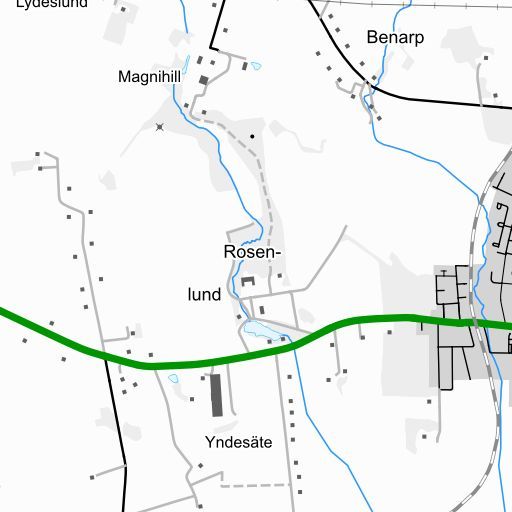 Lydeslund
Benarp
Magnihill
Rosen-
lund
Yndesäte